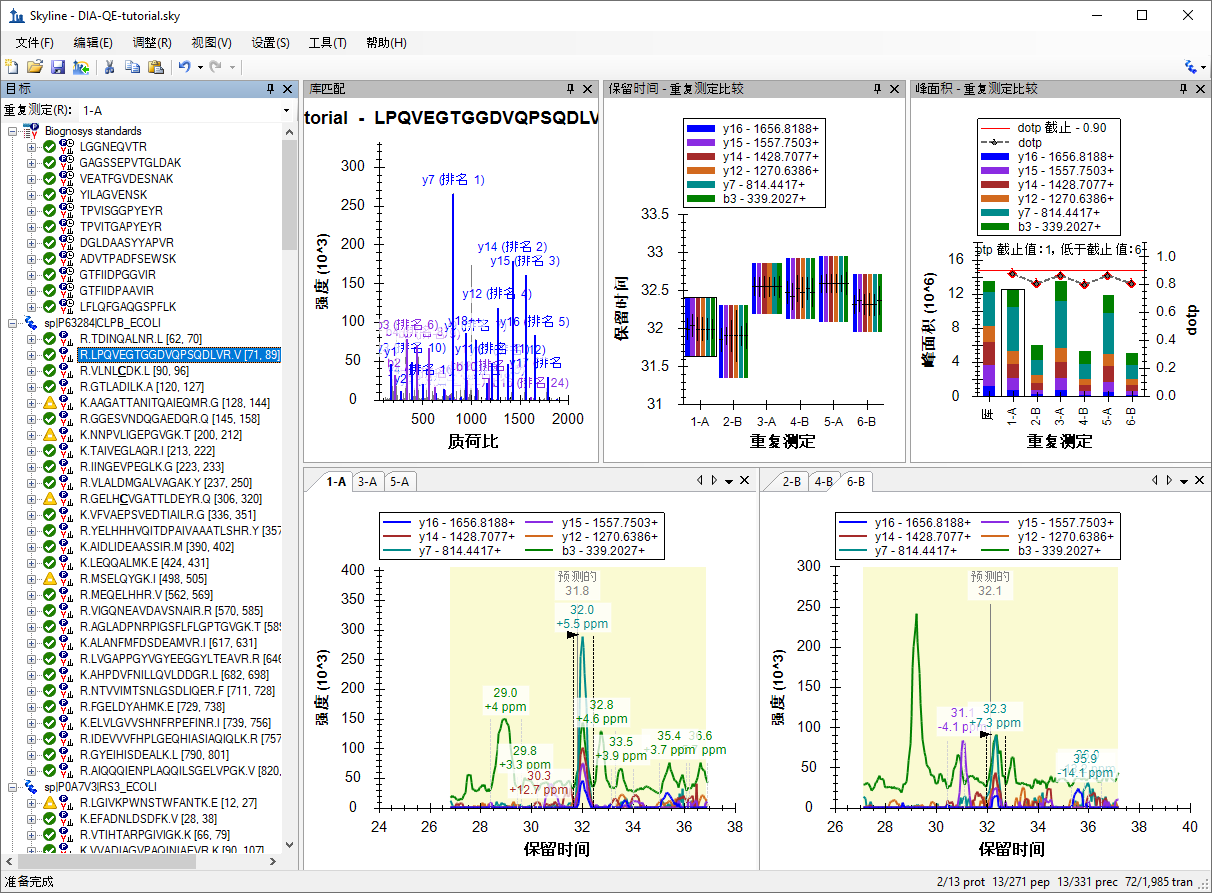 Skyline - DIA-QE-tutorial.sky
文件(F) 编辑(E) 调整(R) 视图(V) 设置(S) 工具(T) 帮助(H)
目标
重复测定(R): 1-A
Biognosys standards
LGGNEQVTR
GAGSSEPVTGLDAK
VEATFGVDESNAK
YILAGVENSK
TPVISGGPYEYR
TPVITGAPYEYR
DGLDAASYYAPVR
ADVTPADFSEWSK
GTFIIDPGGVIR
GTFIIDPAAVIR
LFLQFGAQGSPFLK
sp|P63284|CLPB_ECOLI
R.TDINQALNR.L [62, 70]
R.LPQVEGTGGDVQPSQDLVR.V [71, 89]
R.VLNLCDK.L [90, 96]
R.GTLADILK.A [120, 127]
K.AAGATTANITQAIEQMR.G [128, 144]
R.GGESVNDQGAEDQR.Q [145, 158]
K.NNPVLIGEPGVGK.T [200, 212]
K.TAIVEGLAQR.I [213, 222]
R.IINGEVPEGLK.G [223, 233]
R.VLALDMGALVAGAK.Y [237, 250]
R.GELHCVGATTLDEYR.Q [306, 320]
K.VFVAEPSVEDTIAILR.G [336, 351]
R.YELHHHVQITDPAIVAAATLSHR.Y [357
K.AIDLIDEAASSIR.M [390, 402]
K.LEQQALMK.E [424, 431]
R.MSELQYGK.I [498, 505]
R.MEQELHHR.V [562, 569]
R.VIGQNEAVDAVSNAIR.R [570, 585]
R.AGLADPNRPIGSFLFLGPTGVGK.T [589
K.ALANFMFDSDEAMVR.I [617, 631]
R.LVGAPPGYVGYEEGGYLTEAVR.R [646
K.AHPDVFNILLQVLDDGR.L [682, 698]
R.NTVVIMTSNLGSDLIQER.F [711, 728]
R.FGELDYAHMK.E [729, 738]
K.ELVLGVVSHNFRPEFINR.I [739, 756]
R.IDEVVVFHPLGEQHIASIAQIQLK.R [757
R.GYEIHISDEALK.L [790, 801]
R.AIQQQIENPLAQQILSGELVPGK.V [820,
sp|P0A7V3|RS3_ECOLI
R.LGIVKPWNSTWFANTK.E [12, 27]
K.EFADNLDSDFK.V [28, 38]
R.VTIHTARPGIVIGK.K [66, 79]
K.VVADIAGVPAQINIAEVR.K [90, 107]
库匹配
torial - LPQVEGTGGDVQPSQDLV
300
250
200
150
100
50
0
强度 (10^3)
y7 (排名 1)
y14 (排名 2)
y15 (排名 3)
y12 (排名 4)
y16 (排名 5)
500 1000 1500 2000
质荷比
保留时间 - 重复测定比较
y16 - 1656.8188+
y15 - 1557.7503+
y14 - 1428.7077+
y12 - 1270.6386+
y7 - 814.4417+
b3 - 339.2027+
33.5
33
32.5
32
31.5
31
保留时间
1-A 2-B 3-A 4-B 5-A 6-B
重复测定
峰面积 - 重复测定比较
dotp 截止 - 0.90
dotp
y16 - 1656.8188+
y15 - 1557.7503+
y14 - 1428.7077+
y12 - 1270.6386+
y7 - 814.4417+
b3 - 339.2027+
dotp 截止值:1, 低于截止值:6
16
12
8
4
0
峰面积 (10^6)
1.0
0.8
0.6
0.4
0.2
0.0
dotp
库 1-A 2-B 3-A 4-B 5-A 6-B
重复测定
1-A 3-A 5-A
y16 - 1656.8188+ y15 - 1557.7503+
y14 - 1428.7077+ y12 - 1270.6386+
y7 - 814.4417+ b3 - 339.2027+
400
350
300
250
200
150
100
50
0
强度 (10^3)
预测的
31.8
32.0
+5.5 ppm
29.0
+4 ppm
32.8
+4.6 ppm
29.8
+3.3 ppm
33.5
+3.9 ppm
35.4
+3.7 ppm
36.6
ppm
30.3
+12.7 ppm
24 26 28 30 32 34 36 38
保留时间
2-B 4-B 6-B
y16 - 1656.8188+ y15 - 1557.7503+
y14 - 1428.7077+ y12 - 1270.6386+
y7 - 814.4417+ b3 - 339.2027+
300
250
200
150
100
50
0
强度 (10^3)
预测的
32.1
32.3
+7.3 ppm
31.1
-4.1
35.9
-14.1 ppm
26 28 30 32 34 36 38 40
保留时间
准备完成
2/13 prot 13/271 pep 13/331 prec 72/1,985 tran